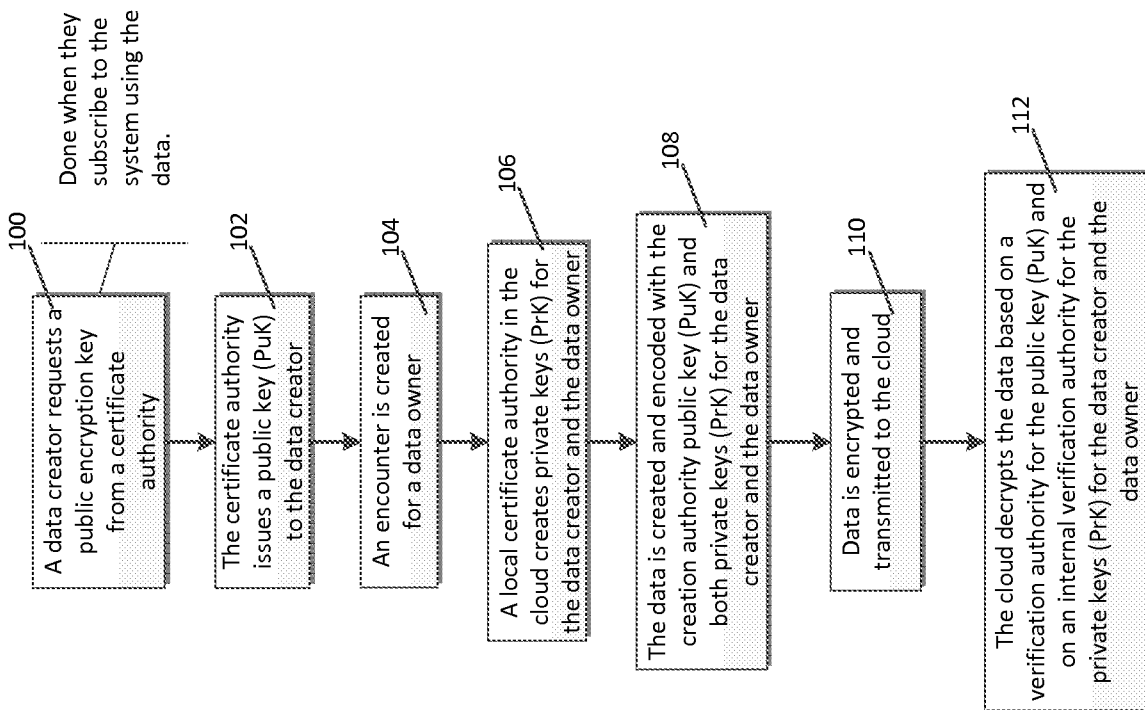 100
A data creator requests a
public encryption key
from a certificate
authority
Done when they
subscribe to the
system using the
data.
102
The certificate authority
issues a public key (PuK)
to the data creator
104
An encounter is created
for a data owner
106
A local certificate authority in the
cloud creates private keys (PrK) for
the data creator and the data owner
108
The data is created and encoded with the
creation authority public key (PuK) and
both private keys (PrK) for the data
creator and the data owner
110
Data is encrypted and
transmitted to the cloud
112
The cloud decrypts the data based on a
verification authority for the public key (PuK) and
on an internal verification authority for the
private keys (PrK) for the data creator and the
data owner